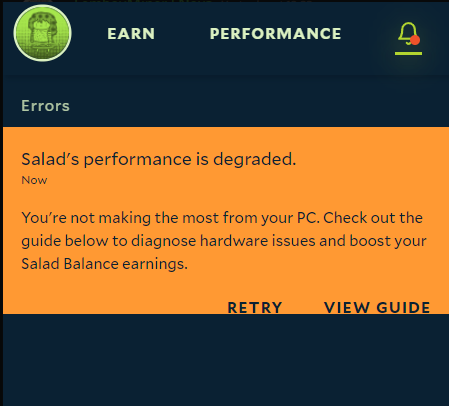 EARN PERFORMANCE
Errors
Salad's performance is degraded.
Now
You're not making the most from your PC. Check out the
guide below to diagnose hardware issues and boost your
Salad Balance earnings.
RETRY VIEW GUIDE